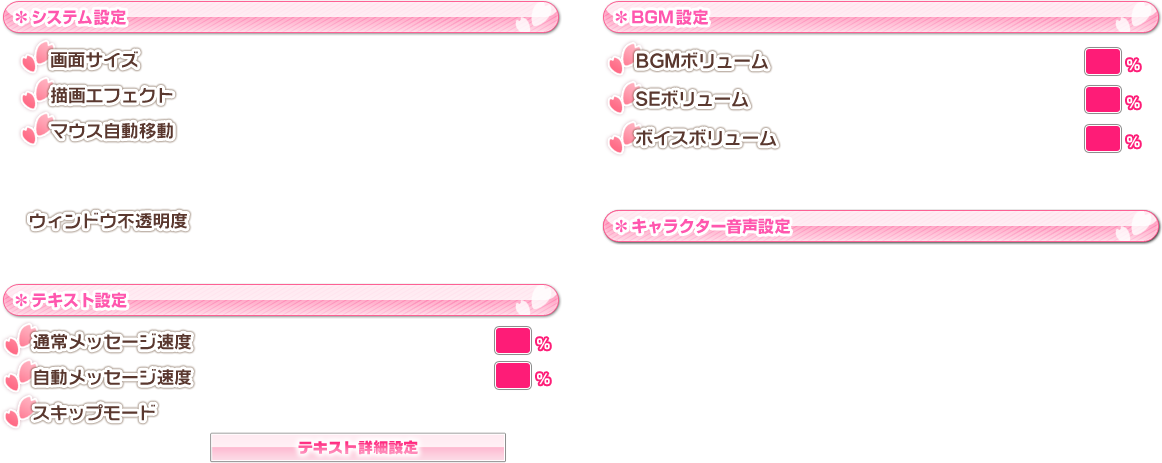 ＊システム設定
画面サイズ
描画エフェクト
マウス自動移動
ウィンドウ不透明度
＊テキスト設定
通常メッセージ速度 %
自動メッセージ速度 %
スキップモード
テキスト詳細設定
＊BGM設定
BGMボリューム %
SEボリューム %
ボイスボリューム %
＊キャラクター音声設定